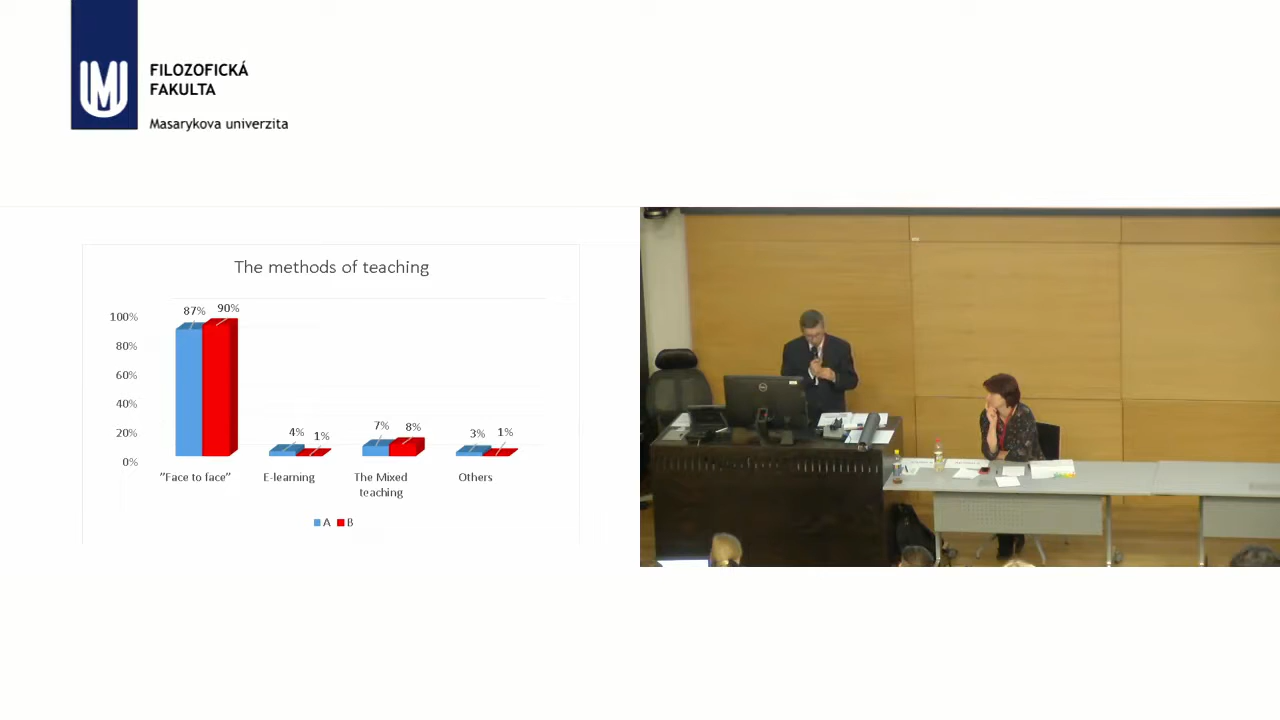 FILOZOFICKÁ
FAKULTA
Masarykova univerzita
The methods of teaching
100%
80%
60%
40%
20%
0%
87%
90%
4%
1%
7%
8%
3%
1%
"Face to face"
E-learning
The Mixed
teaching
Others
A
B